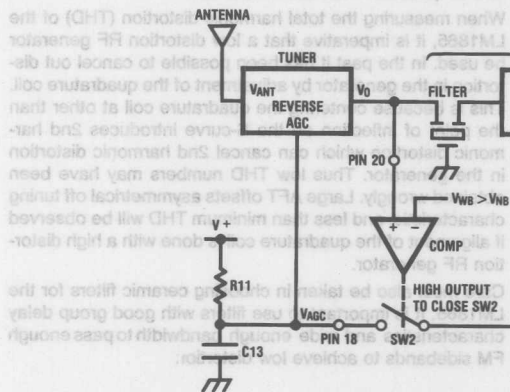 When measuring the total harmonic distortion (THD) of the
LM1865, it is imperative that a low distortion RF generator
be used. In the past it has been possible to cancel out dis-
tortion in the generator by adjustment of the quadrature coil.
This is because centering the quadrature coil at other than
the point of inflection on the S-curve introduces 2nd har-
monic distortion which can cancel 2nd harmonic distortion
in the generator. Thus low THD numbers may have been
obtained wrongly. Large AFT offsets asymmetrical off tuning
characteristics and less than minimum THD will be observed
if alignment of the quadrature coil is done with a high distor-
tion RF generator.
Care must also be taken in choosing ceramic filters for the
LM1865. It is important to use filters with good group delay
characteristics and wide enough bandwidth to pass enough
FM sidebands to achieve low distortion.
ANTENNA
TUNER
VANT
VO
REVERSE
AGC
FILTER
PIN 20
VWB > VNB
+ −
COMP
V+
R11
HIGH OUTPUT
TO CLOSE SW2
VAGC
PIN 18
SW2
C13